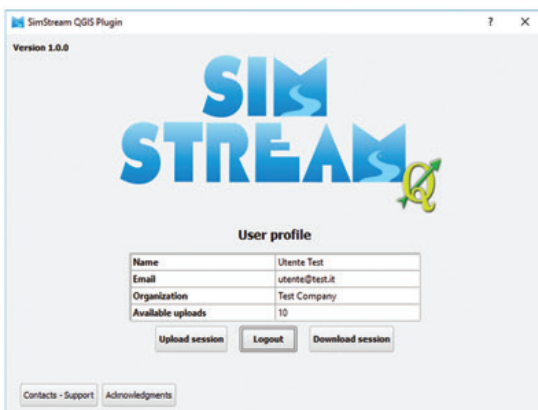 SimStream QGIS Plugin ? X
Version 1.0.0
SIM
STREAM
Q
User profile
Name Utente Test
Email utente@test.it
Organization Test Company
Available uploads 10
Upload session Logout Download session
Contacts - Support Acknowledgments